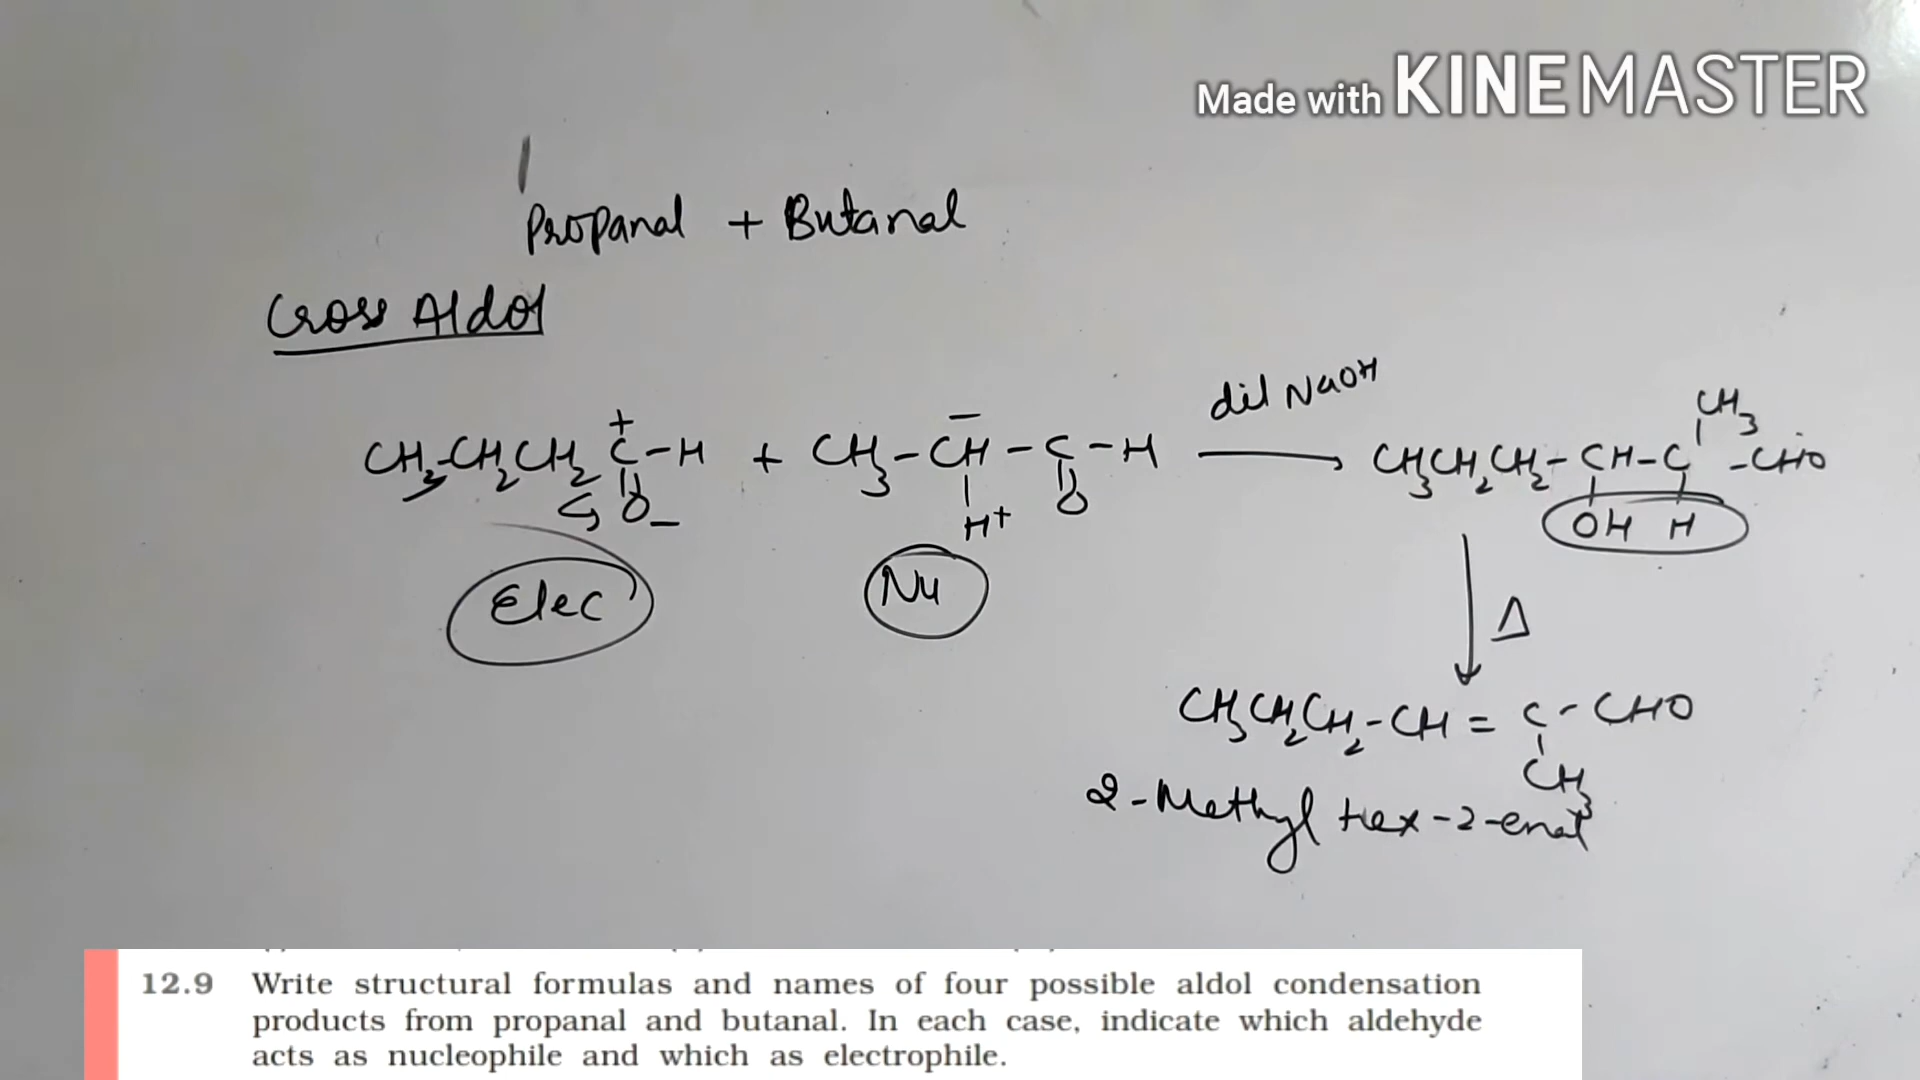 Made with KINEMASTER
Propanal + Butanal
Cross Aldol
CH₃-CH₂CH₂C⁺(=O⁻)-H + CH₃-C⁻H(H⁺)-C(=O)-H dil NaOH → CH₃CH₂CH₂-CH(OH)-C(CH₃)(H)-CHO
Elec Nu
Δ
CH₃CH₂CH₂-CH=C(CH₃)-CHO
2-Methyl Hex-2-enal
12.9 Write structural formulas and names of four possible aldol condensation
products from propanal and butanal. In each case, indicate which aldehyde
acts as nucleophile and which as electrophile.